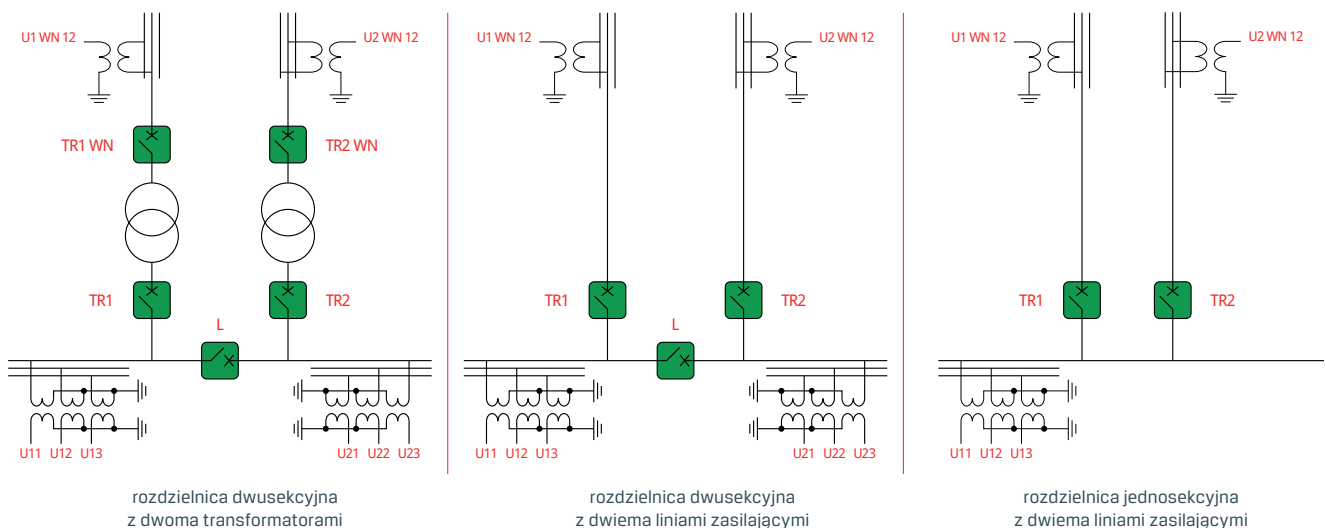 U1 WN 12
U2 WN 12
TR1 WN
TR2 WN
TR1
TR2
L
U11 U12 U13
U21 U22 U23
rozdzielnica dwusekcyjna
z dwoma transformatorami
U1 WN 12
U2 WN 12
TR1
TR2
L
U11 U12 U13
U21 U22 U23
rozdzielnica dwusekcyjna
z dwiema liniami zasilającymi
U1 WN 12
U2 WN 12
TR1
TR2
U11 U12 U13
rozdzielnica jednosekcyjna
z dwiema liniami zasilającymi